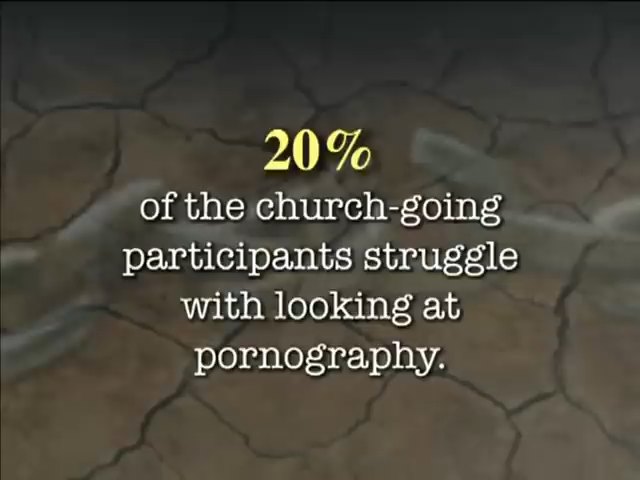 20%
of the church-going
participants struggle
with looking at
pornography.